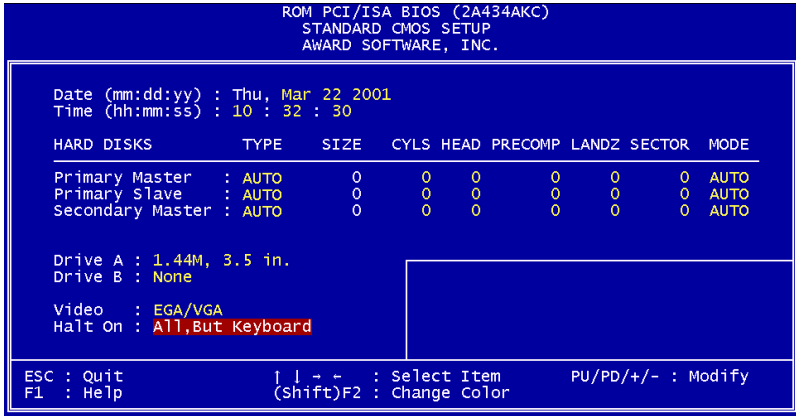 ROM PCI/ISA BIOS (2A434AKC)
STANDARD CMOS SETUP
AWARD SOFTWARE, INC.
Date (mm:dd:yy) : Thu, Mar 22 2001
Time (hh:mm:ss) : 10 : 32 : 30
HARD DISKS TYPE SIZE CYLS HEAD PRECOMP LANDZ SECTOR MODE
Primary Master : AUTO 0 0 0 0 0 0 AUTO
Primary Slave : AUTO 0 0 0 0 0 0 AUTO
Secondary Master : AUTO 0 0 0 0 0 0 AUTO
Drive A : 1.44M, 3.5 in.
Drive B : None
Video : EGA/VGA
Halt On : All,But Keyboard
ESC : Quit ↑ ↓ → ← : Select Item PU/PD/+/- : Modify
F1 : Help (Shift)F2 : Change Color